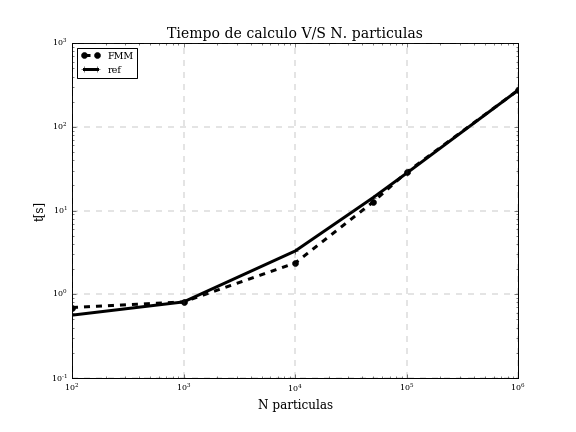 Tiempo de calculo V/S N. particulas
FMM
ref
10³
10²
10¹
10⁰
10⁻¹
t[s]
10² 10³ 10⁴ 10⁵ 10⁶
N particulas